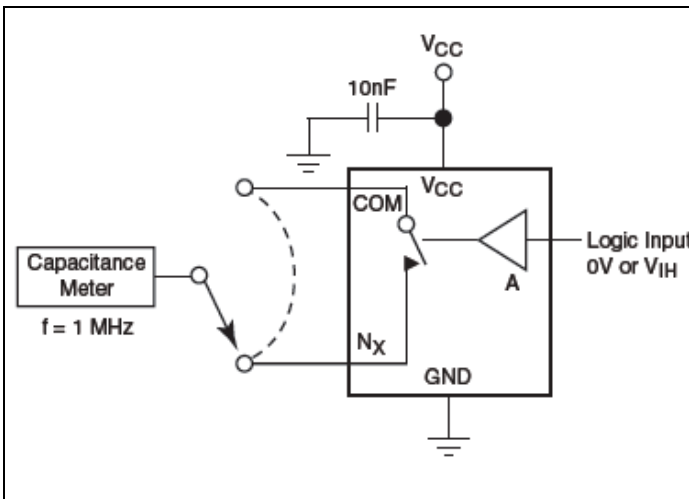 VCC
10nF
VCC
COM
Capacitance
Meter
f = 1 MHz
A
Logic Input
0V or VIH
NX
GND